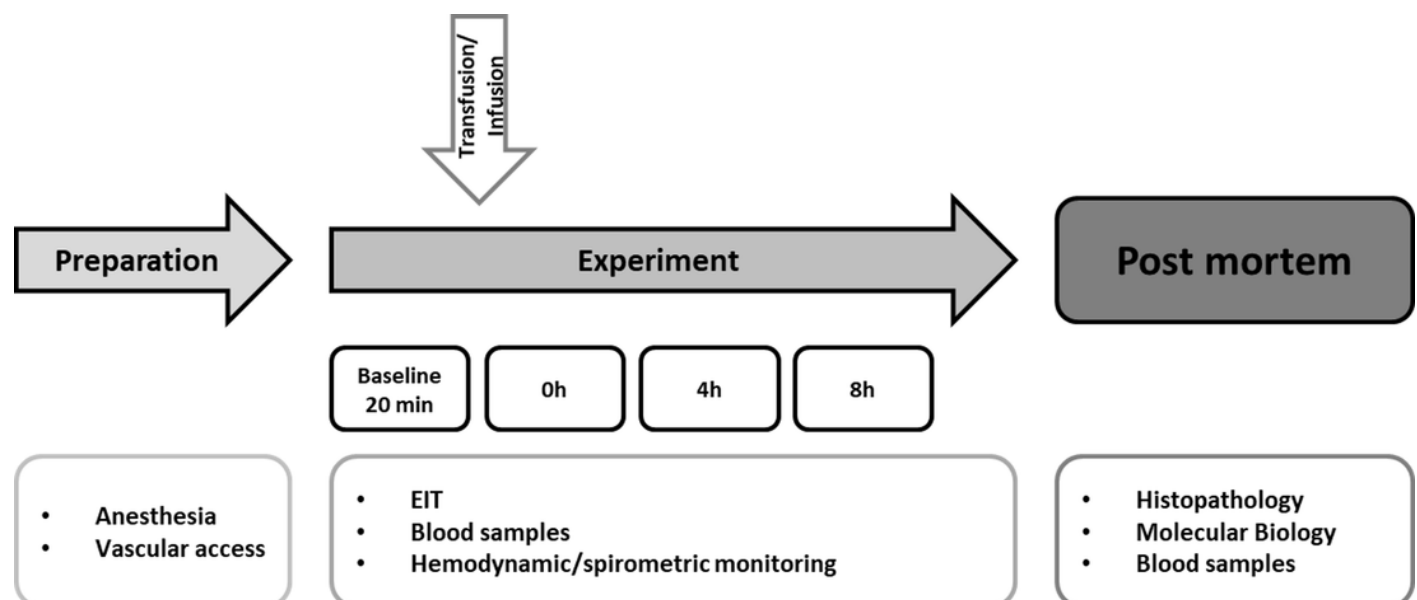 Transfusion/
Infusion
Preparation
Experiment
Post mortem
Baseline
20 min
0h
4h
8h
• Anesthesia
• Vascular access
• EIT
• Blood samples
• Hemodynamic/spirometric monitoring
• Histopathology
• Molecular Biology
• Blood samples